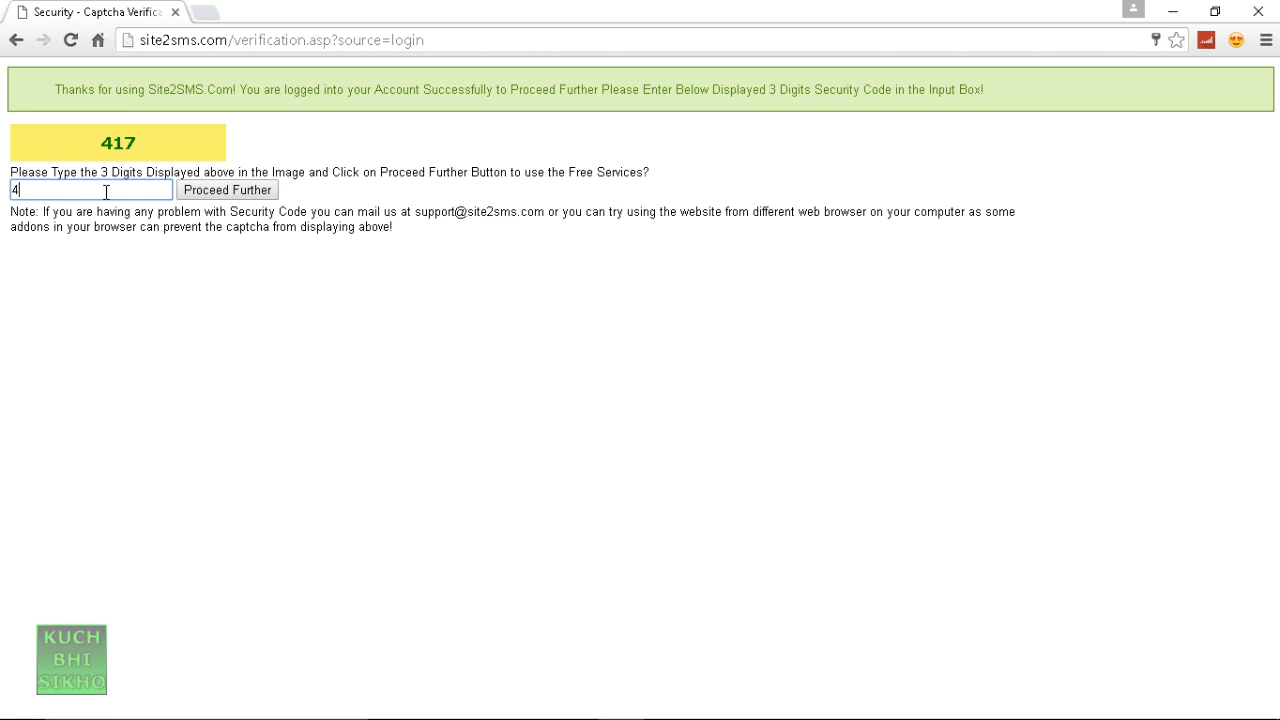 Security - Captcha Verific
site2sms.com/verification.asp?source=login
Thanks for using Site2SMS.Com! You are logged into your Account Successfully to Proceed Further Please Enter Below Displayed 3 Digits Security Code in the Input Box!
417
Please Type the 3 Digits Displayed above in the Image and Click on Proceed Further Button to use the Free Services?
4 Proceed Further
Note: If you are having any problem with Security Code you can mail us at support@site2sms.com or you can try using the website from different web browser on your computer as some
addons in your browser can prevent the captcha from displaying above!
KUCH
BHI
SIKHO